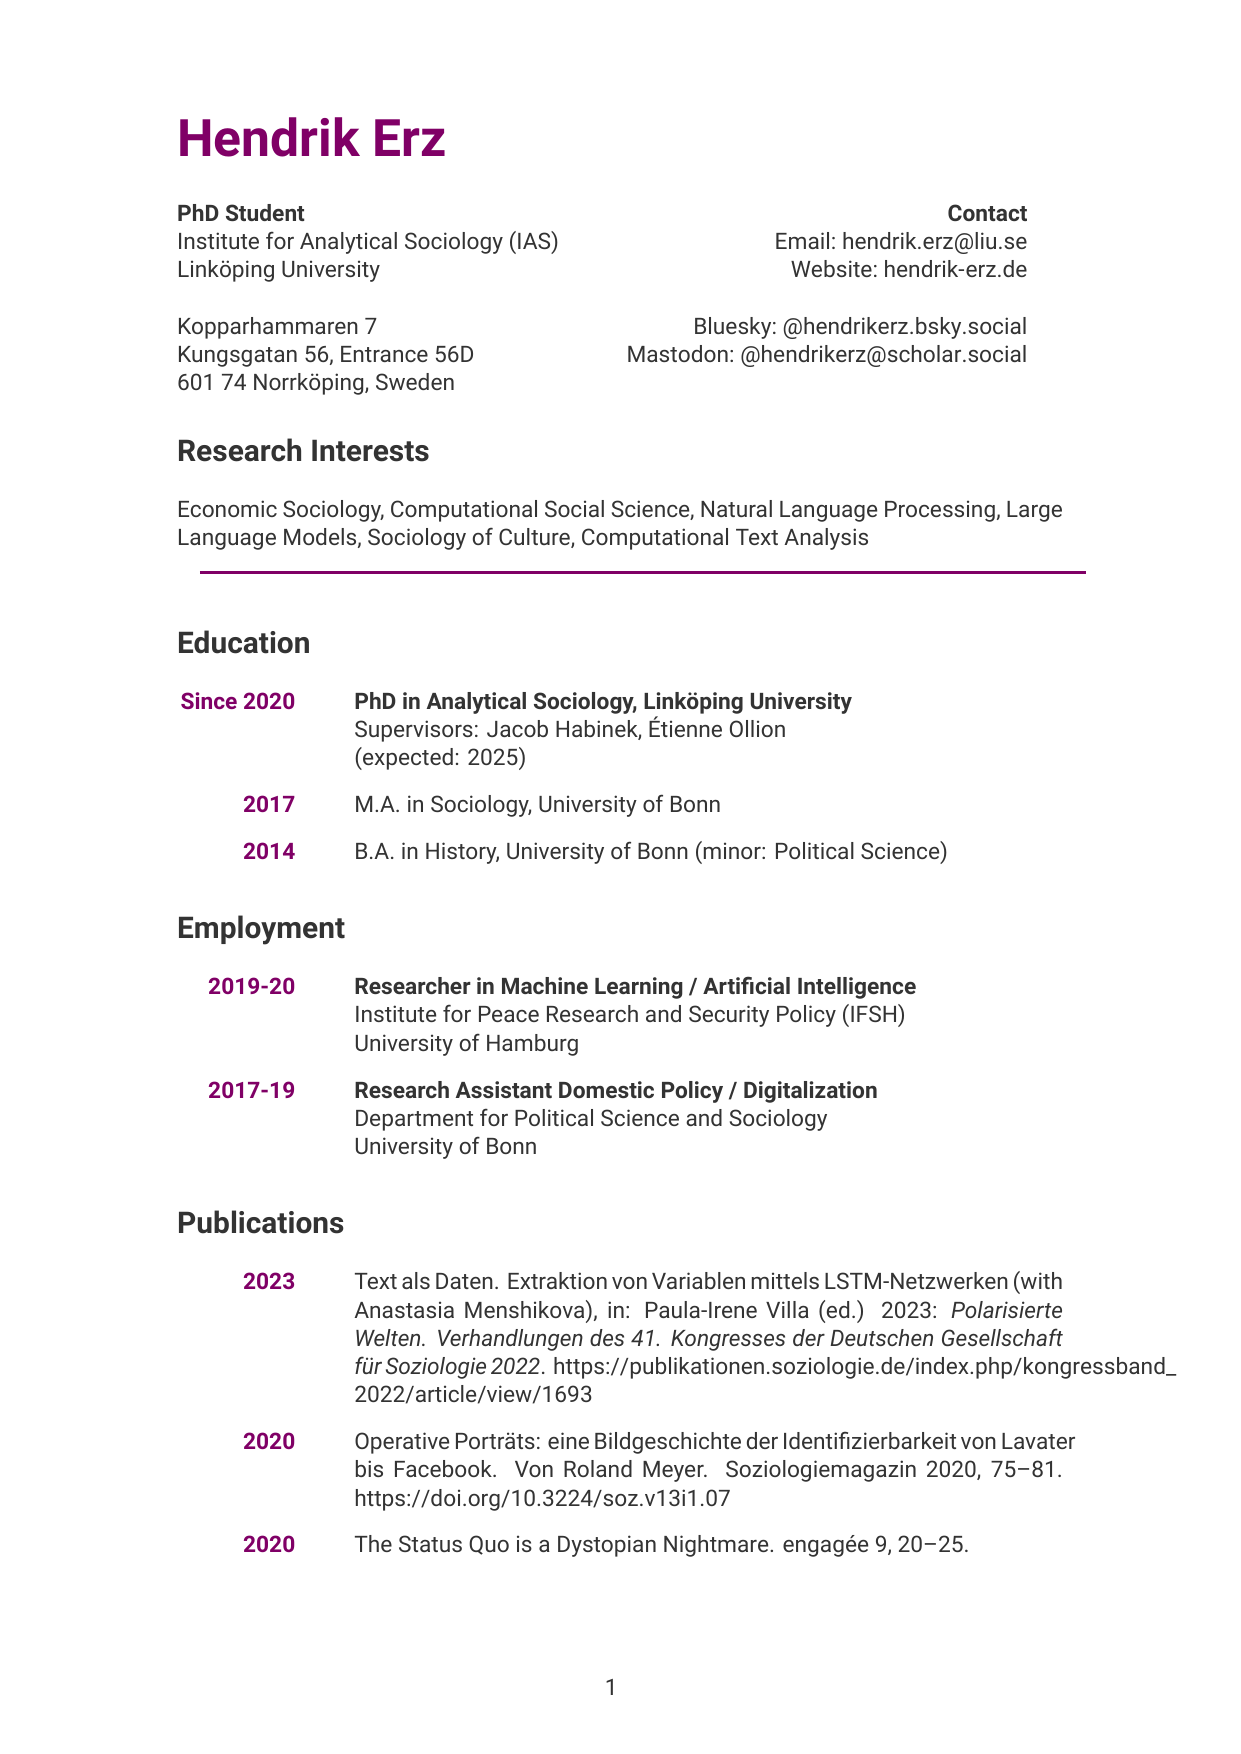 Hendrik Erz
PhD Student
Institute for Analytical Sociology (IAS)
Linköping University
Kopparhammaren 7
Kungsgatan 56, Entrance 56D
601 74 Norrköping, Sweden
Contact
Email: hendrik.erz@liu.se
Website: hendrik-erz.de
Bluesky: @hendrikerz.bsky.social
Mastodon: @hendrikerz@scholar.social
Research Interests
Economic Sociology, Computational Social Science, Natural Language Processing, Large
Language Models, Sociology of Culture, Computational Text Analysis
Education
Since 2020 PhD in Analytical Sociology, Linköping University
Supervisors: Jacob Habinek, Étienne Ollion
(expected: 2025)
2017 M.A. in Sociology, University of Bonn
2014 B.A. in History, University of Bonn (minor: Political Science)
Employment
2019-20 Researcher in Machine Learning / Artificial Intelligence
Institute for Peace Research and Security Policy (IFSH)
University of Hamburg
2017-19 Research Assistant Domestic Policy / Digitalization
Department for Political Science and Sociology
University of Bonn
Publications
2023 Text als Daten. Extraktion von Variablen mittels LSTM-Netzwerken (with
Anastasia Menshikova), in: Paula-Irene Villa (ed.) 2023: Polarisierte
Welten. Verhandlungen des 41. Kongresses der Deutschen Gesellschaft
für Soziologie 2022. https://publikationen.soziologie.de/index.php/kongressband_
2022/article/view/1693
2020 Operative Porträts: eine Bildgeschichte der Identifizierbarkeit von Lavater
bis Facebook. Von Roland Meyer. Soziologiemagazin 2020, 75–81.
https://doi.org/10.3224/soz.v13i1.07
2020 The Status Quo is a Dystopian Nightmare. engagée 9, 20–25.
1